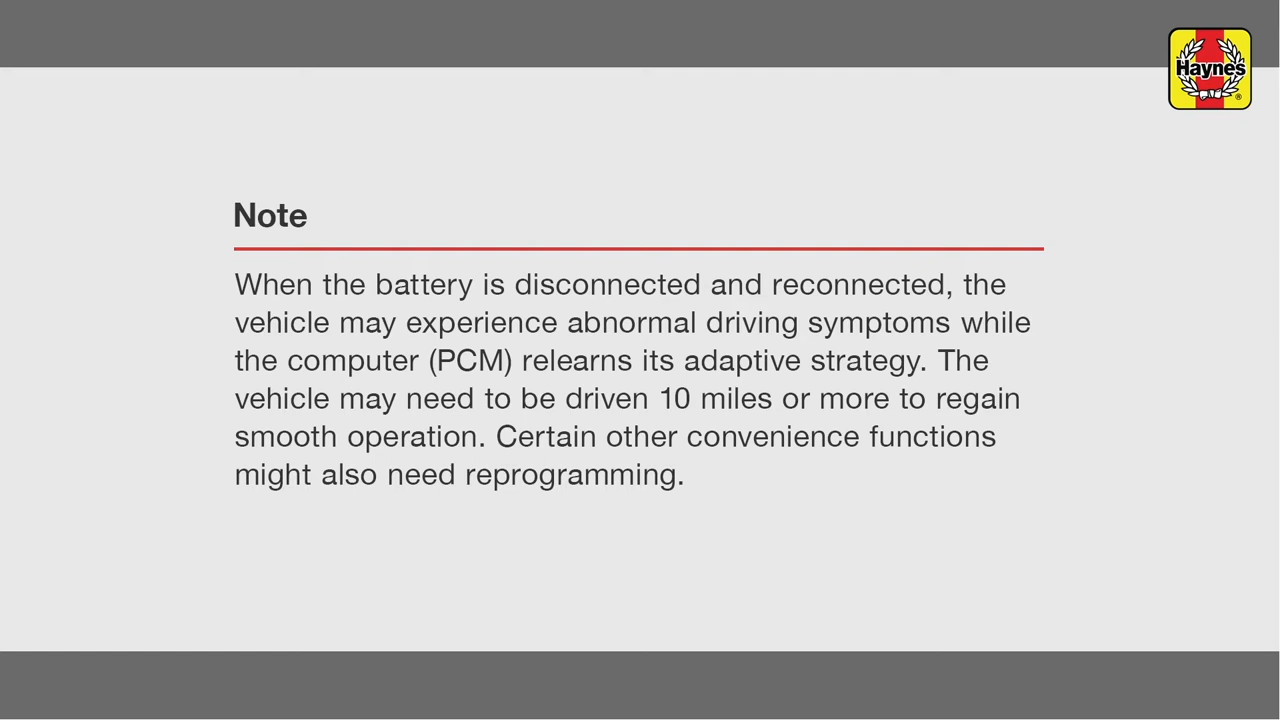 Haynes
Note
When the battery is disconnected and reconnected, the
vehicle may experience abnormal driving symptoms while
the computer (PCM) relearns its adaptive strategy. The
vehicle may need to be driven 10 miles or more to regain
smooth operation. Certain other convenience functions
might also need reprogramming.